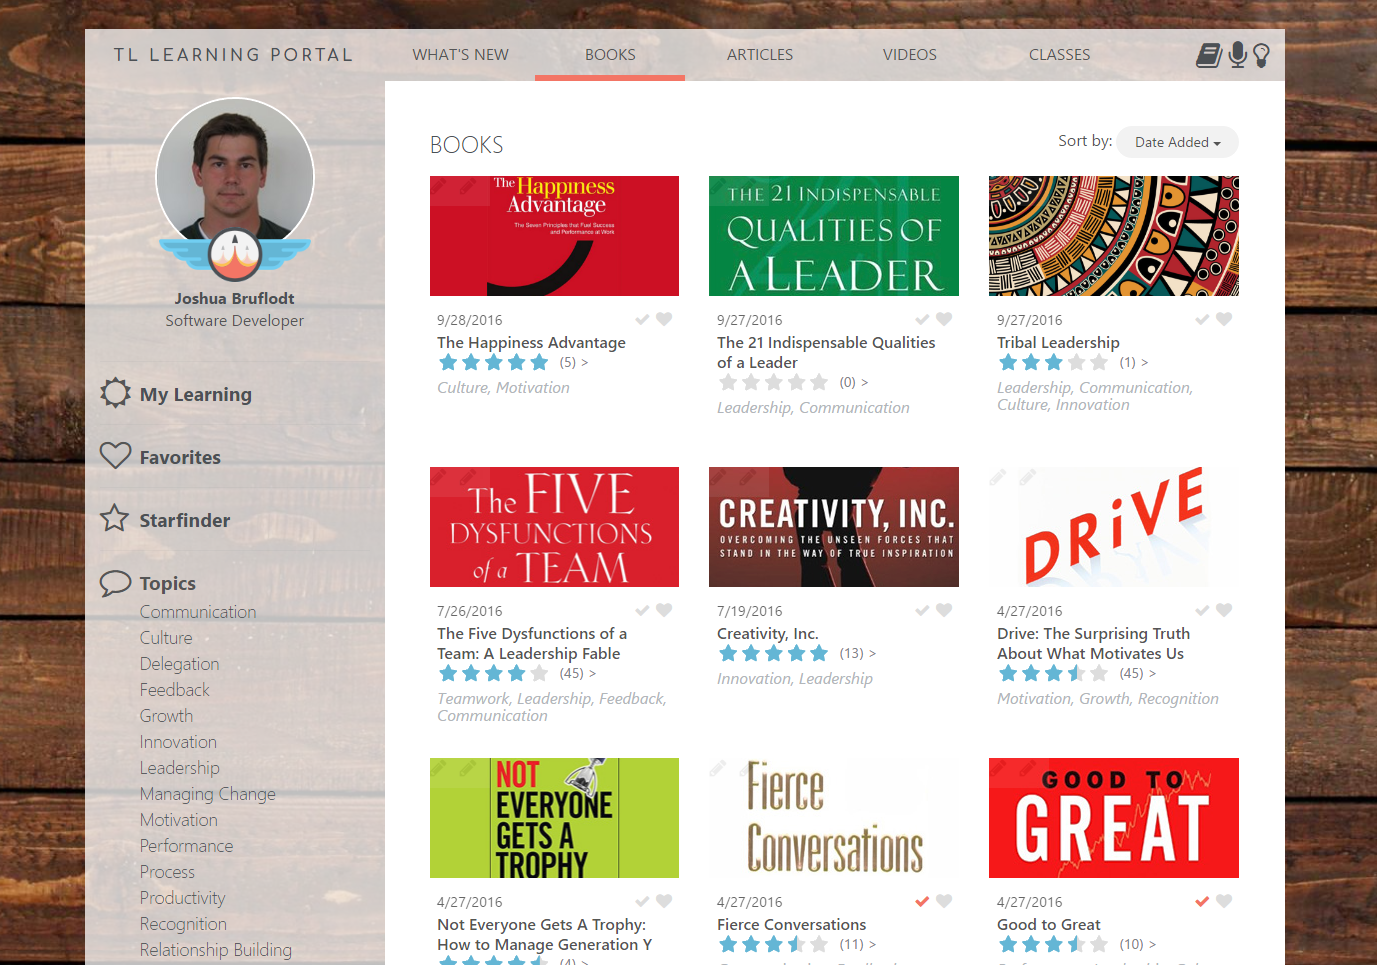 TL LEARNING PORTAL
WHAT'S NEW
BOOKS
ARTICLES
VIDEOS
CLASSES
Joshua Bruflodt
Software Developer
My Learning
Favorites
Starfinder
Topics
Communication
Culture
Delegation
Feedback
Growth
Innovation
Leadership
Managing Change
Motivation
Performance
Process
Productivity
Recognition
Relationship Building
BOOKS
Sort by: Date Added
The Happiness
Advantage
The Seven Principles that Fuel Success
and Performance at Work
9/28/2016
The Happiness Advantage
(5) >
Culture, Motivation
THE 21 INDISPENSABLE
QUALITIES OF
A LEADER
9/27/2016
The 21 Indispensable Qualities
of a Leader
(0) >
Leadership, Communication
9/27/2016
Tribal Leadership
(1) >
Leadership, Communication,
Culture, Innovation
The FIVE
DYSFUNCTIONS
of a TEAM
7/26/2016
The Five Dysfunctions of a
Team: A Leadership Fable
(45) >
Teamwork, Leadership, Feedback,
Communication
CREATIVITY, INC.
OVERCOMING THE UNSEEN FORCES THAT
STAND IN THE WAY OF TRUE INSPIRATION
7/19/2016
Creativity, Inc.
(13) >
Innovation, Leadership
DRiVE
4/27/2016
Drive: The Surprising Truth
About What Motivates Us
(45) >
Motivation, Growth, Recognition
NOT
EVERYONE
GETS A
TROPHY
4/27/2016
Not Everyone Gets A Trophy:
How to Manage Generation Y
(4) >
Fierce
Conversations
4/27/2016
Fierce Conversations
(11) >
GOOD TO
GREAT
4/27/2016
Good to Great
(10) >